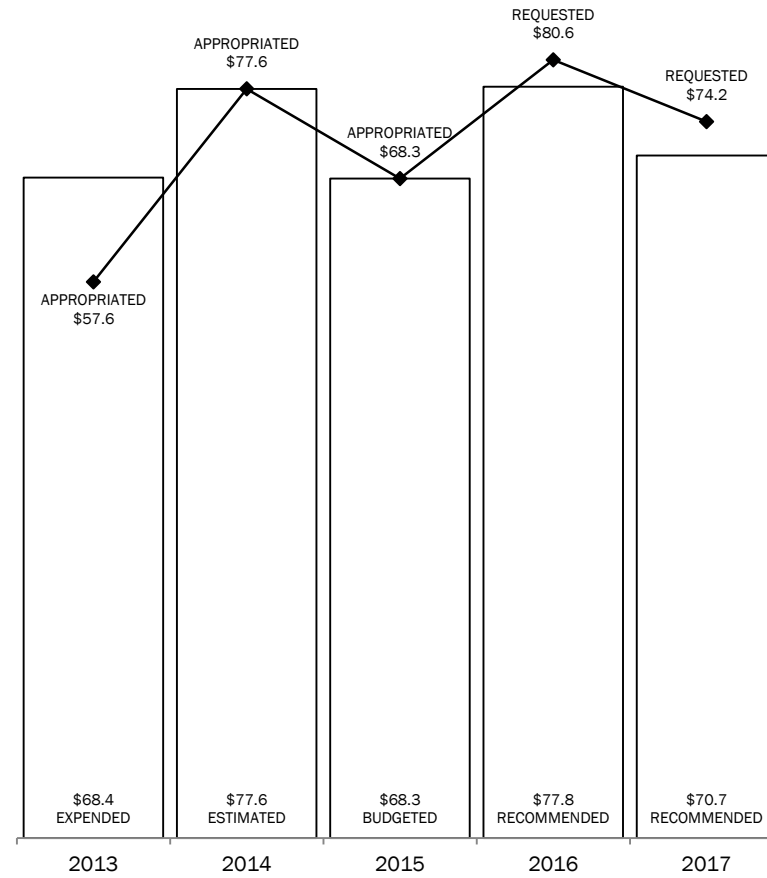 REQUESTED
$80.6
APPROPRIATED
$77.6
REQUESTED
$74.2
APPROPRIATED
$68.3
APPROPRIATED
$57.6
$68.4
EXPENDED
$77.6
ESTIMATED
$68.3
BUDGETED
$77.8
RECOMMENDED
$70.7
RECOMMENDED
2013
2014
2015
2016
2017